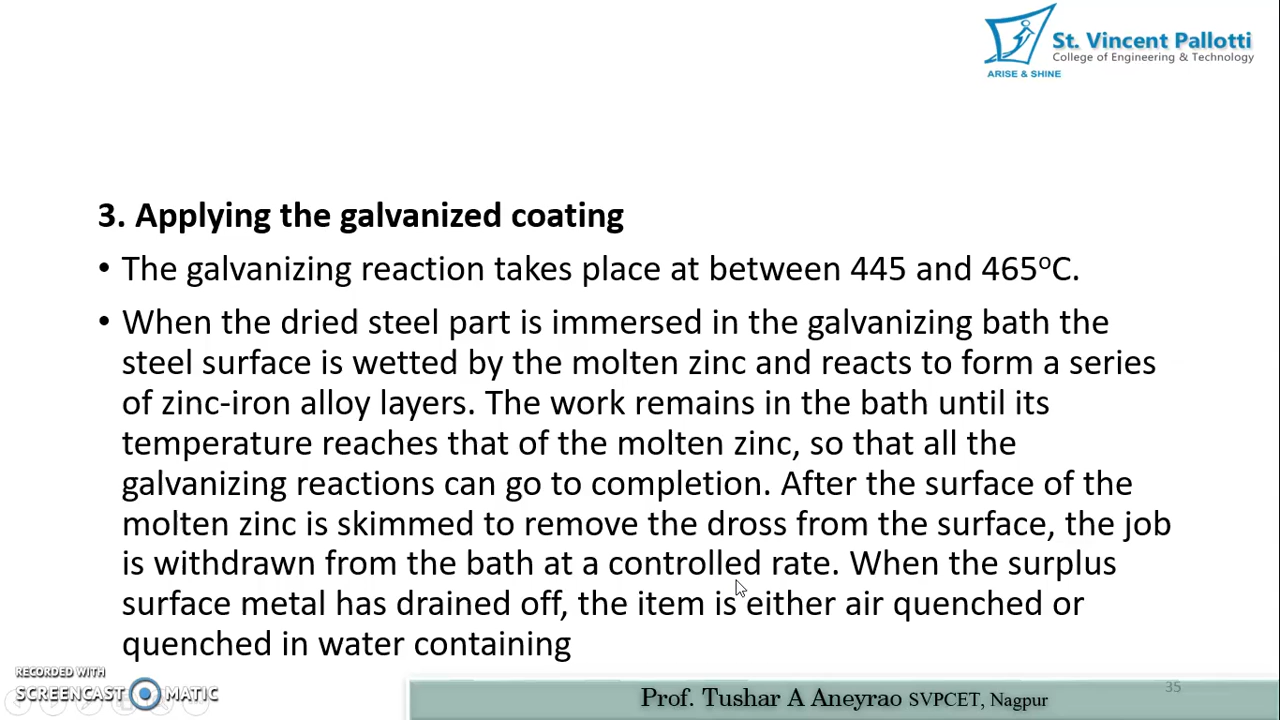 St. Vincent Pallotti
College of Engineering & Technology
ARISE & SHINE
3. Applying the galvanized coating
• The galvanizing reaction takes place at between 445 and 465ºC.
• When the dried steel part is immersed in the galvanizing bath the
steel surface is wetted by the molten zinc and reacts to form a series
of zinc-iron alloy layers. The work remains in the bath until its
temperature reaches that of the molten zinc, so that all the
galvanizing reactions can go to completion. After the surface of the
molten zinc is skimmed to remove the dross from the surface, the job
is withdrawn from the bath at a controlled rate. When the surplus
surface metal has drained off, the item is either air quenched or
quenched in water containing
RECORDED WITH
SCREENCAST MATIC
Prof. Tushar A Aneyrao SVPCET, Nagpur
35